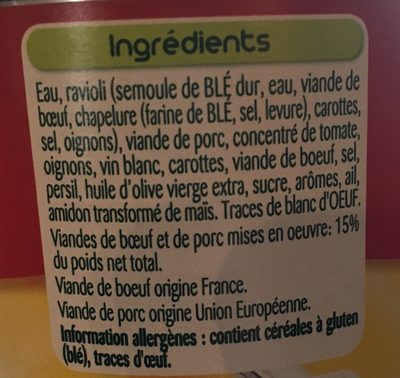 Ingrédients
Eau, ravioli (semoule de BLÉ dur, eau, viande de
bœuf, chapelure (farine de BLÉ, sel, levure), carottes,
sel, oignons), viande de porc, concentré de tomate,
oignons, vin blanc, carottes, viande de boeuf, sel,
persil, huile d'olive vierge extra, sucre, arômes, ail,
amidon transformé de maïs. Traces de blanc d'OEUF.
Viandes de bœuf et de porc mises en oeuvre: 15%
du poids net total.
Viande de boeuf origine France.
Viande de porc origine Union Européenne.
Information allergènes : contient céréales à gluten
(blé), traces d'œuf.